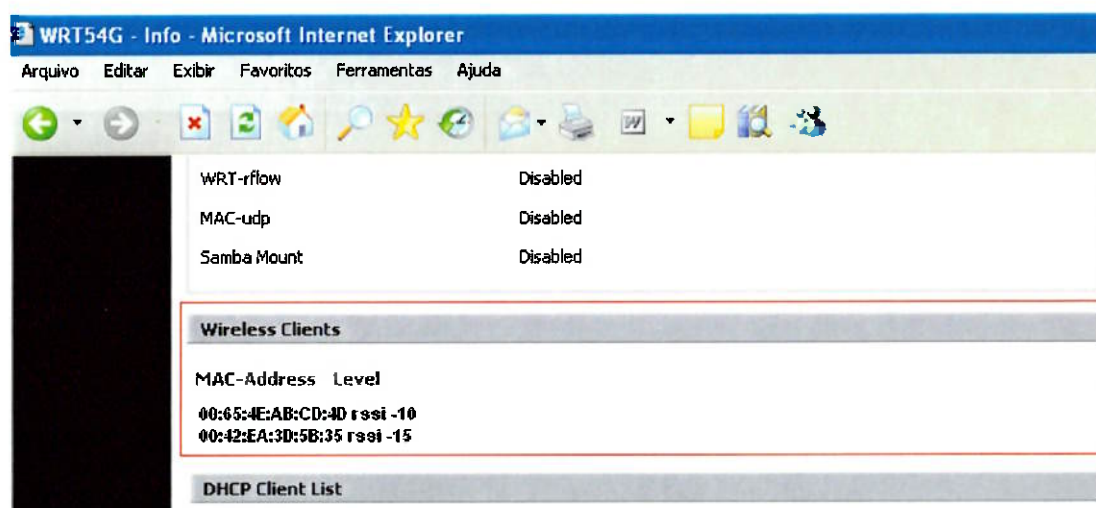 WRT54G - Info - Microsoft Internet Explorer
Arquivo Editar Exibir Favoritos Ferramentas Ajuda
WRT-rflow Disabled
MAC-udp Disabled
Samba Mount Disabled
Wireless Clients
MAC-Address Level
00:65:4E:AB:CD:4D rssi -10
00:42:EA:3D:5B:35 rssi -15
DHCP Client List